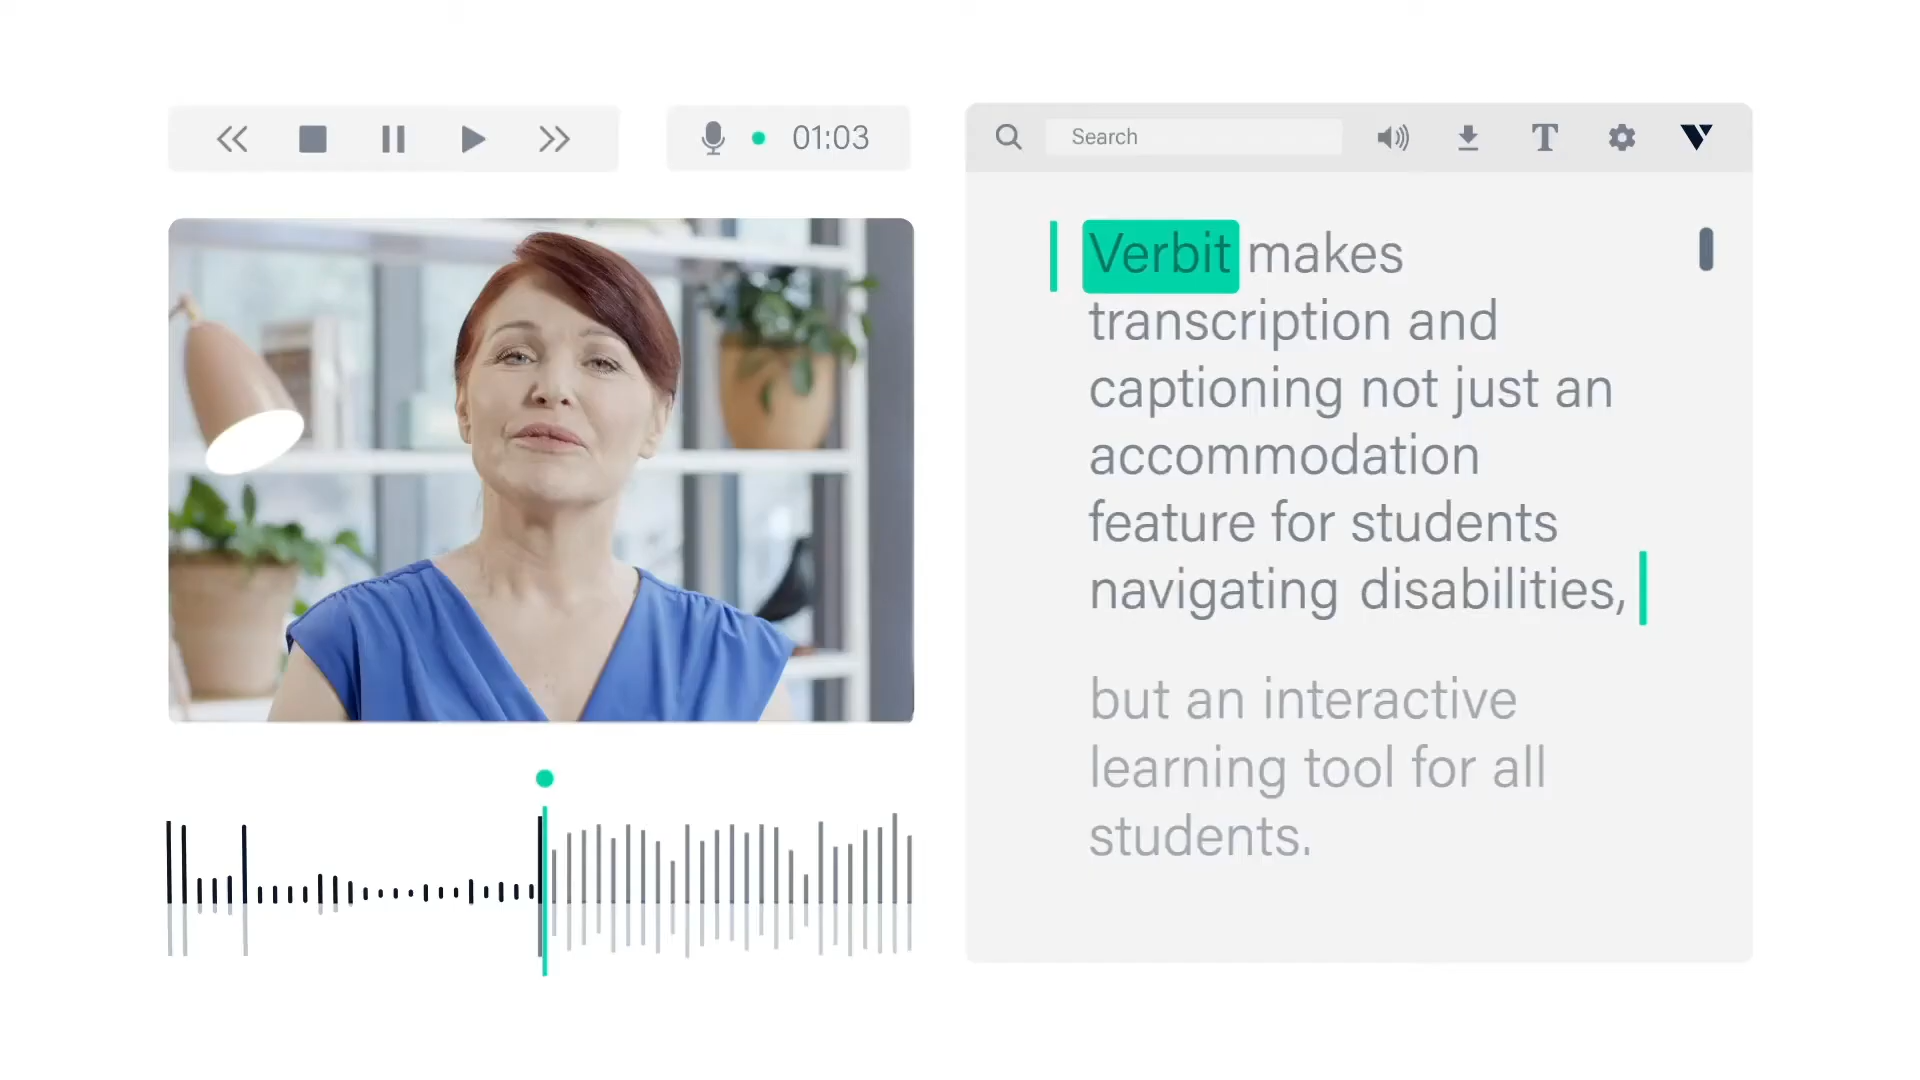 01:03
Search
T
Verbit makes
transcription and
captioning not just an
accommodation
feature for students
navigating disabilities,
but an interactive
learning tool for all
students.